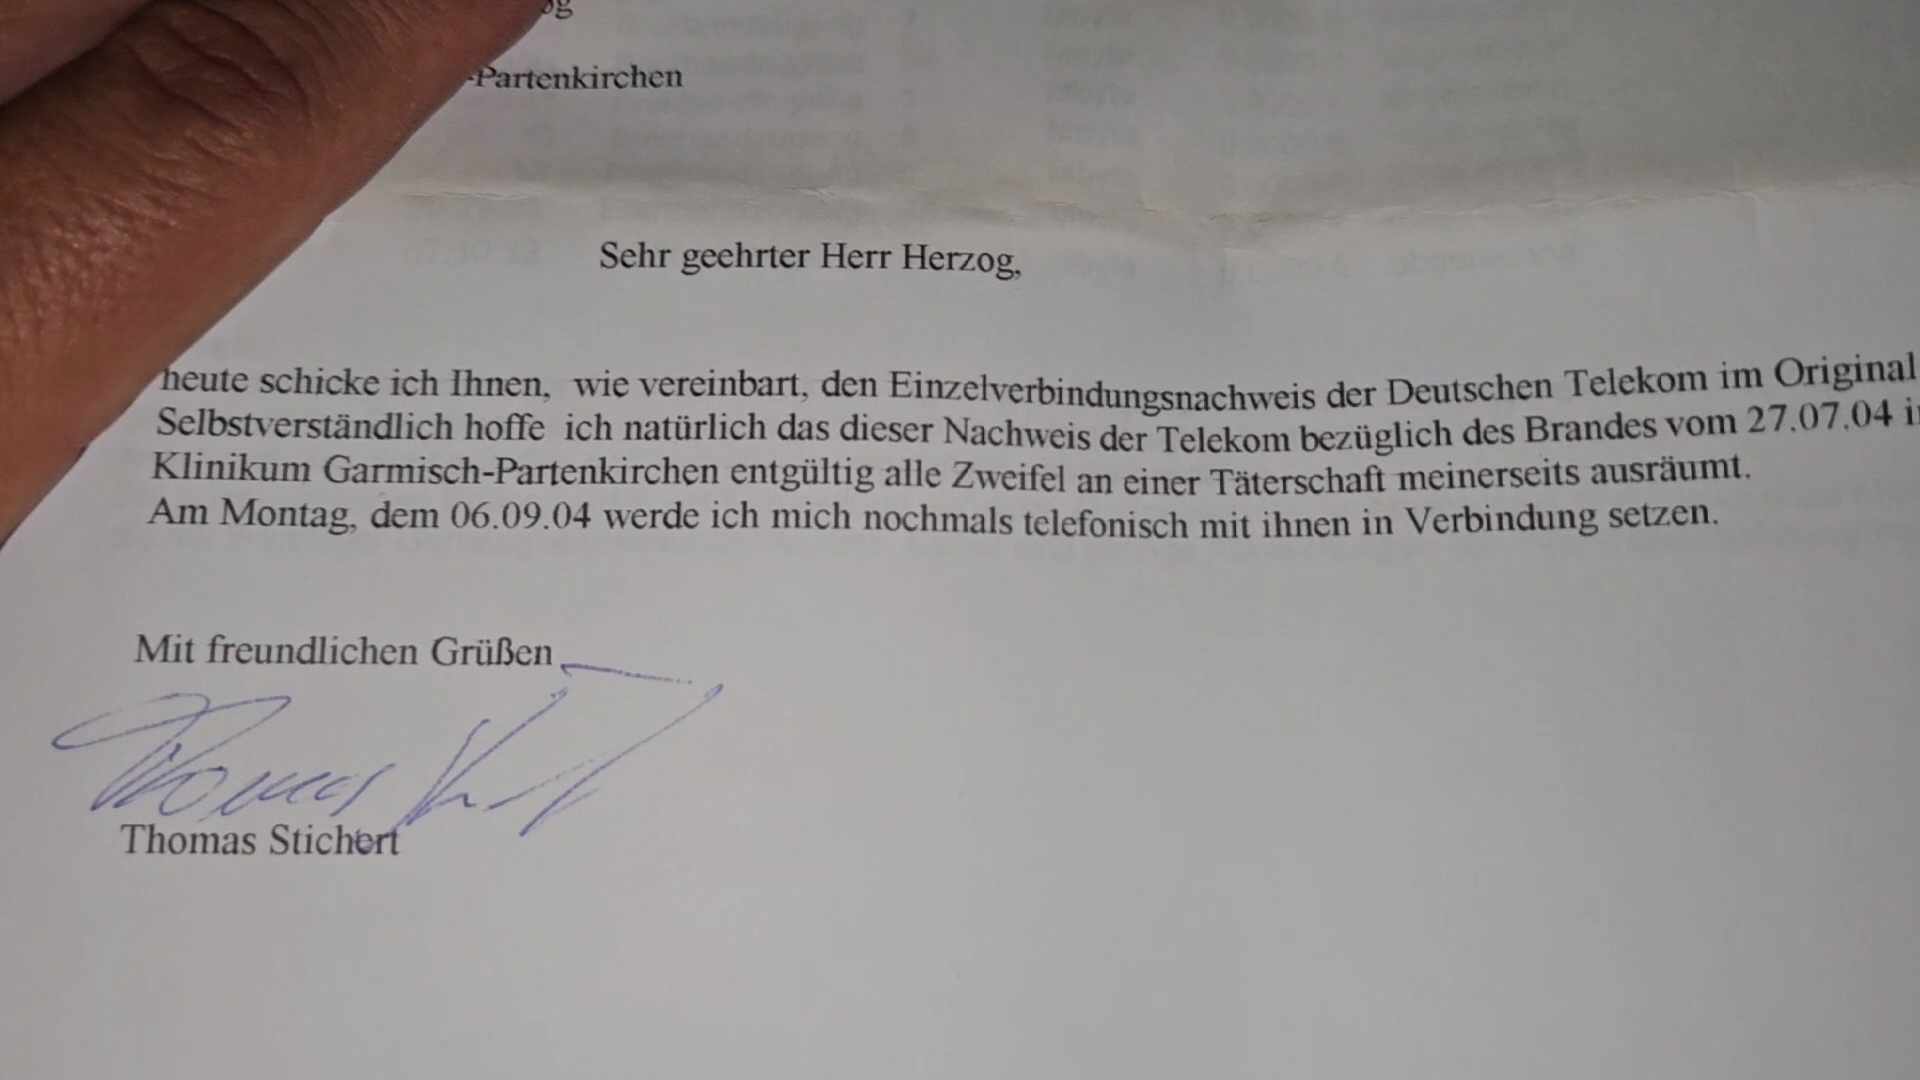 -Partenkirchen
Sehr geehrter Herr Herzog,
heute schicke ich Ihnen, wie vereinbart, den Einzelverbindungsnachweis der Deutschen Telekom im Original
Selbstverständlich hoffe ich natürlich das dieser Nachweis der Telekom bezüglich des Brandes vom 27.07.04
Klinikum Garmisch-Partenkirchen entgültig alle Zweifel an einer Täterschaft meinerseits ausräumt.
Am Montag, dem 06.09.04 werde ich mich nochmals telefonisch mit ihnen in Verbindung setzen.
Mit freundlichen Grüßen
Thomas Stichert